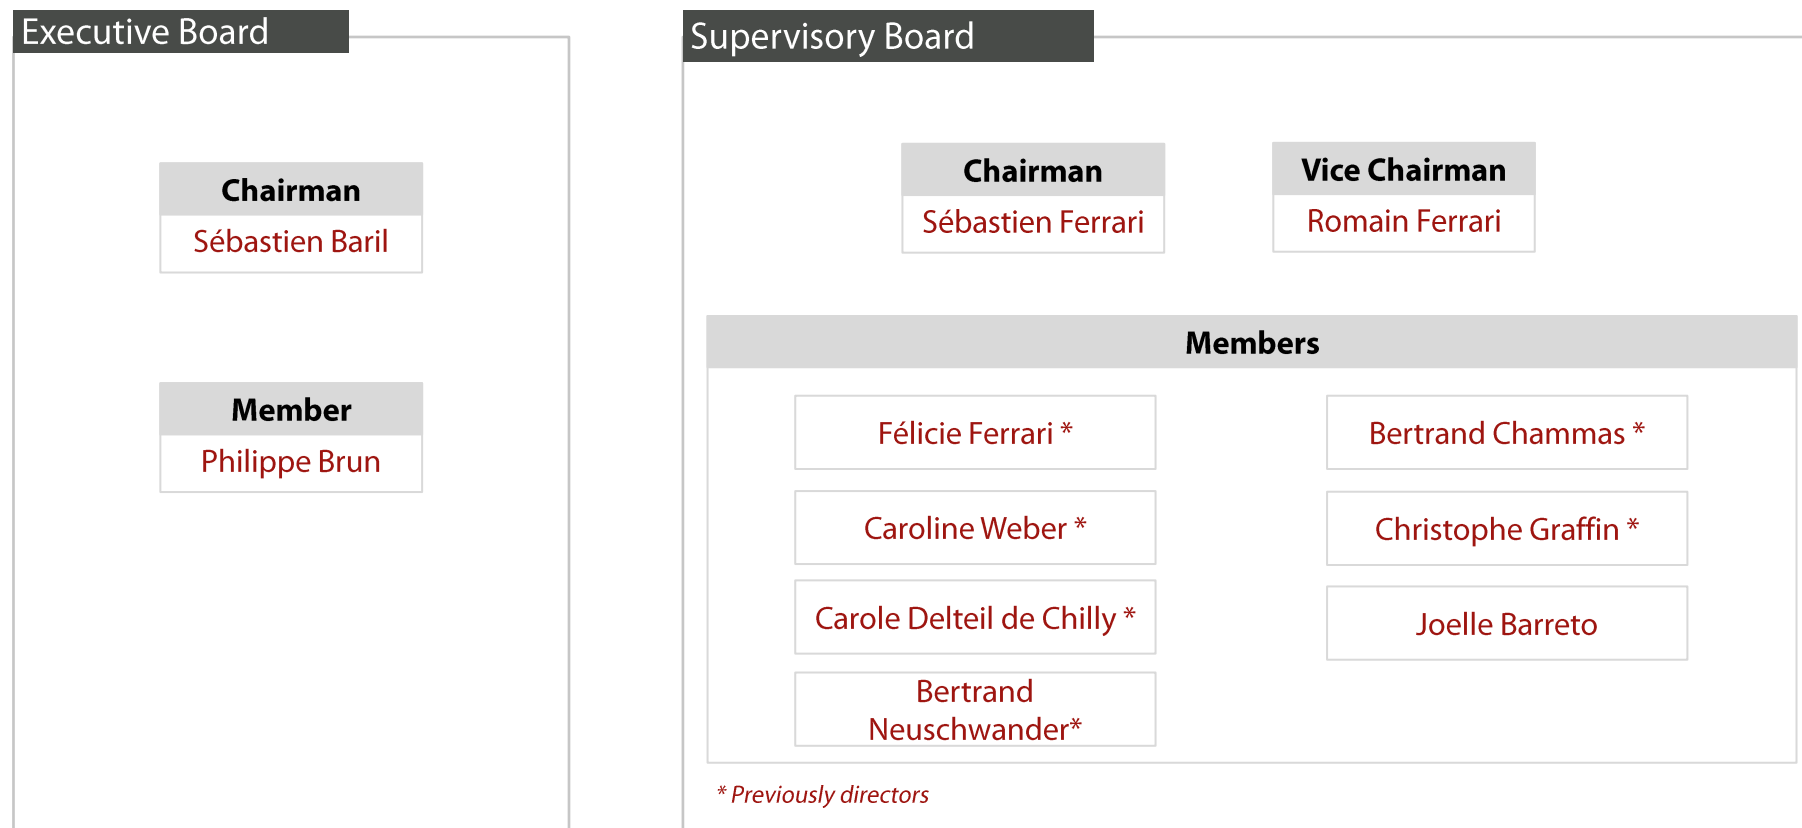 Executive Board
Chairman
Sébastien Baril
Member
Philippe Brun
Supervisory Board
Chairman
Sébastien Ferrari
Vice Chairman
Romain Ferrari
Members
Félicie Ferrari *
Bertrand Chammas *
Caroline Weber *
Christophe Graffin *
Carole Delteil de Chilly *
Joelle Barreto
Bertrand
Neuschwander*
* Previously directors